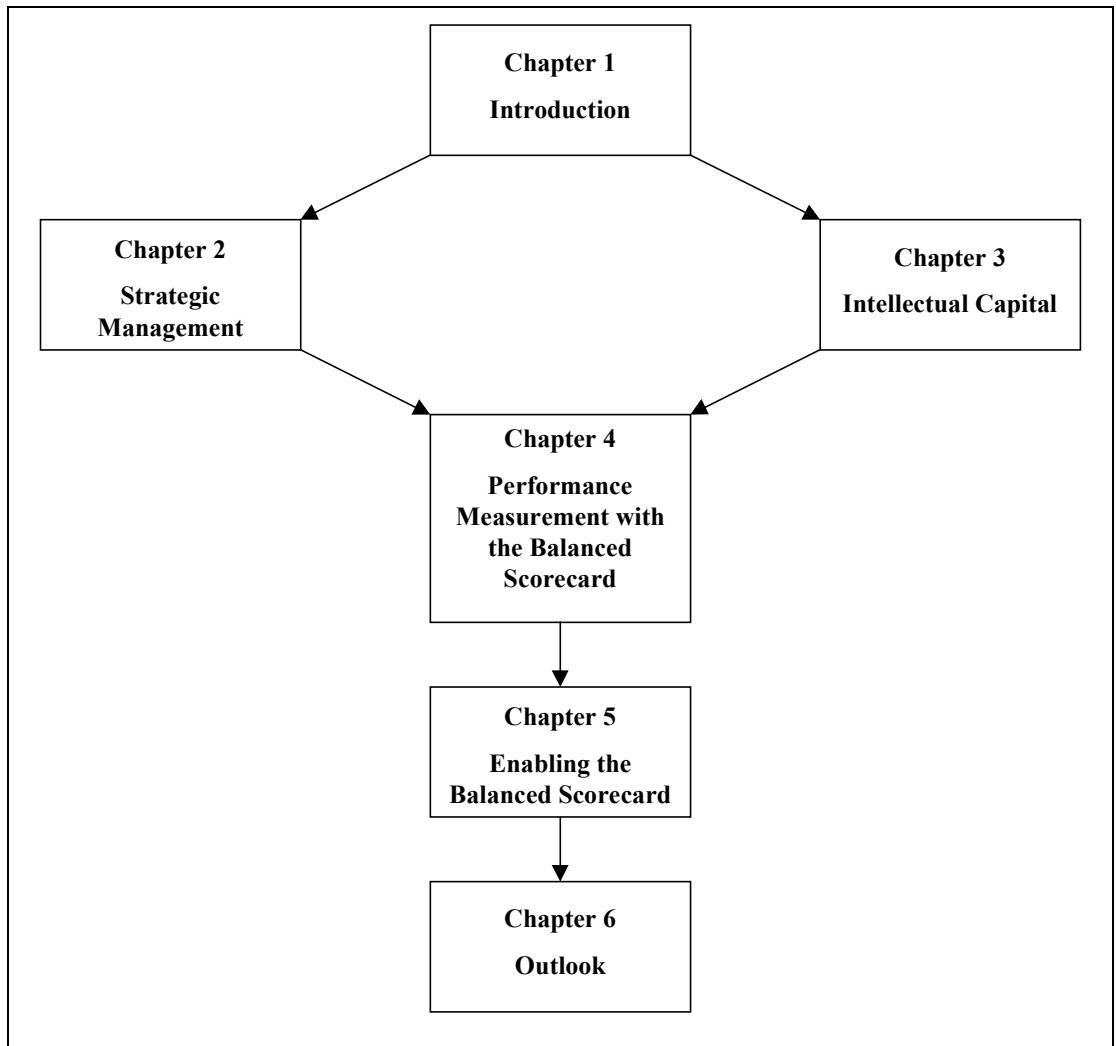 Chapter 1
Introduction
Chapter 2
Strategic
Management
Chapter 3
Intellectual Capital
Chapter 4
Performance
Measurement with
the Balanced
Scorecard
Chapter 5
Enabling the
Balanced Scorecard
Chapter 6
Outlook